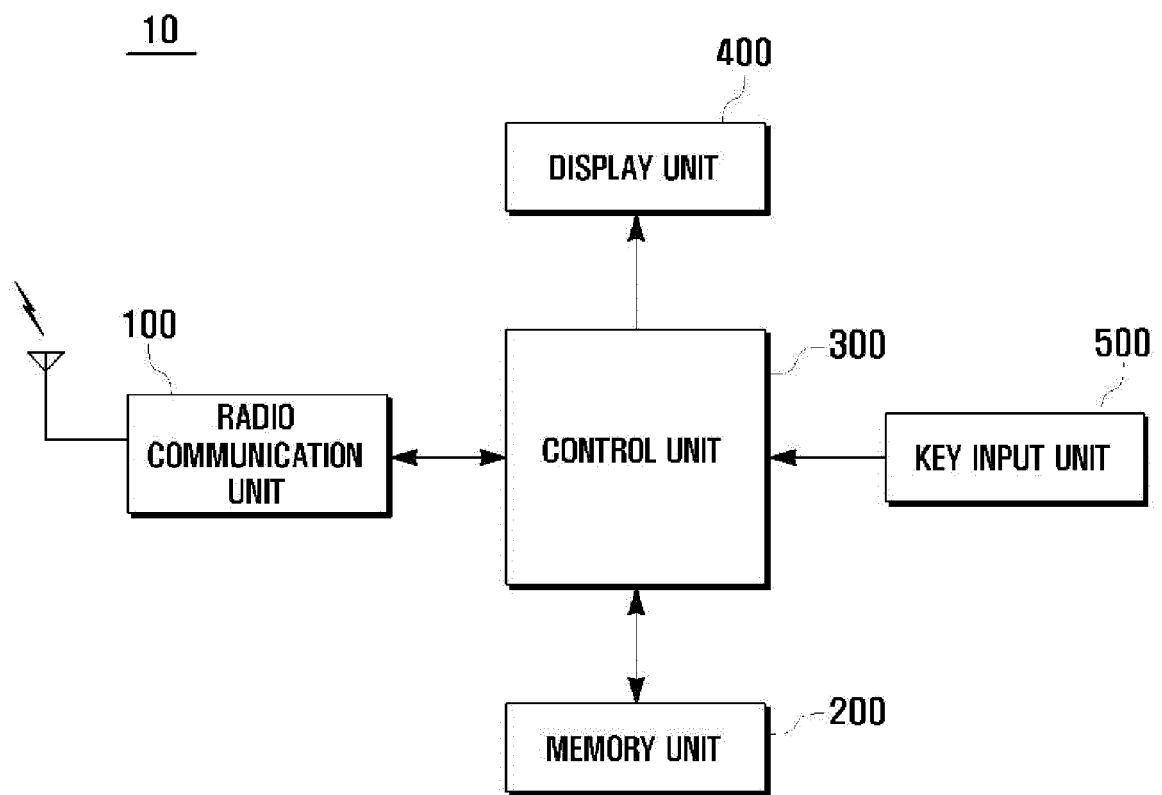 10
400
DISPLAY UNIT
100
RADIO
COMMUNICATION
UNIT
300
CONTROL UNIT
500
KEY INPUT UNIT
200
MEMORY UNIT